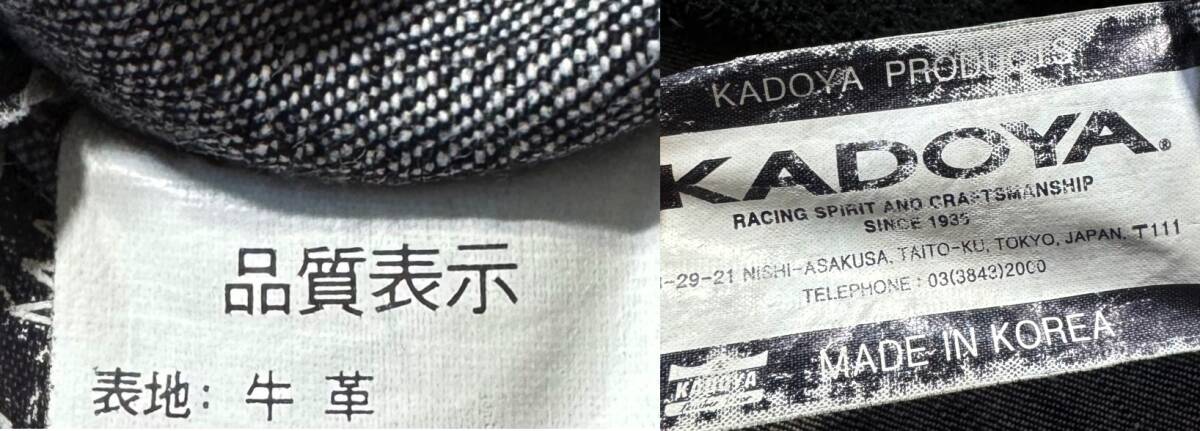 品質表示
表地: 牛革
KADOYA PRODUCTS
KADOYA®
RACING SPIRIT AND CRAFTSMANSHIP
SINCE 1935
-29-21 NISHI-ASAKUSA, TAITO-KU, TOKYO, JAPAN. T111
TELEPHONE : 03(3843)2000
MADE IN KOREA
KADOYA